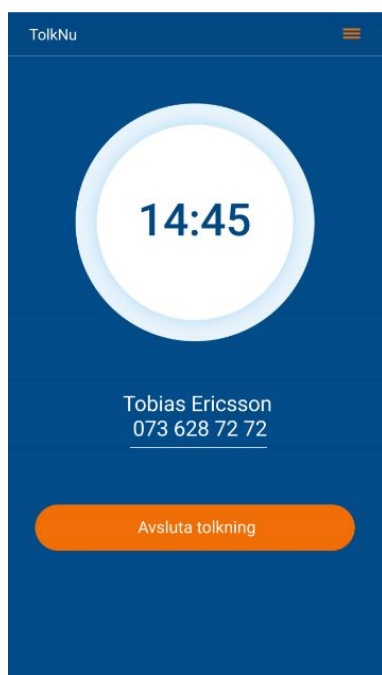 TolkNu
14:45
Tobias Ericsson
073 628 72 72
Avsluta tolkning